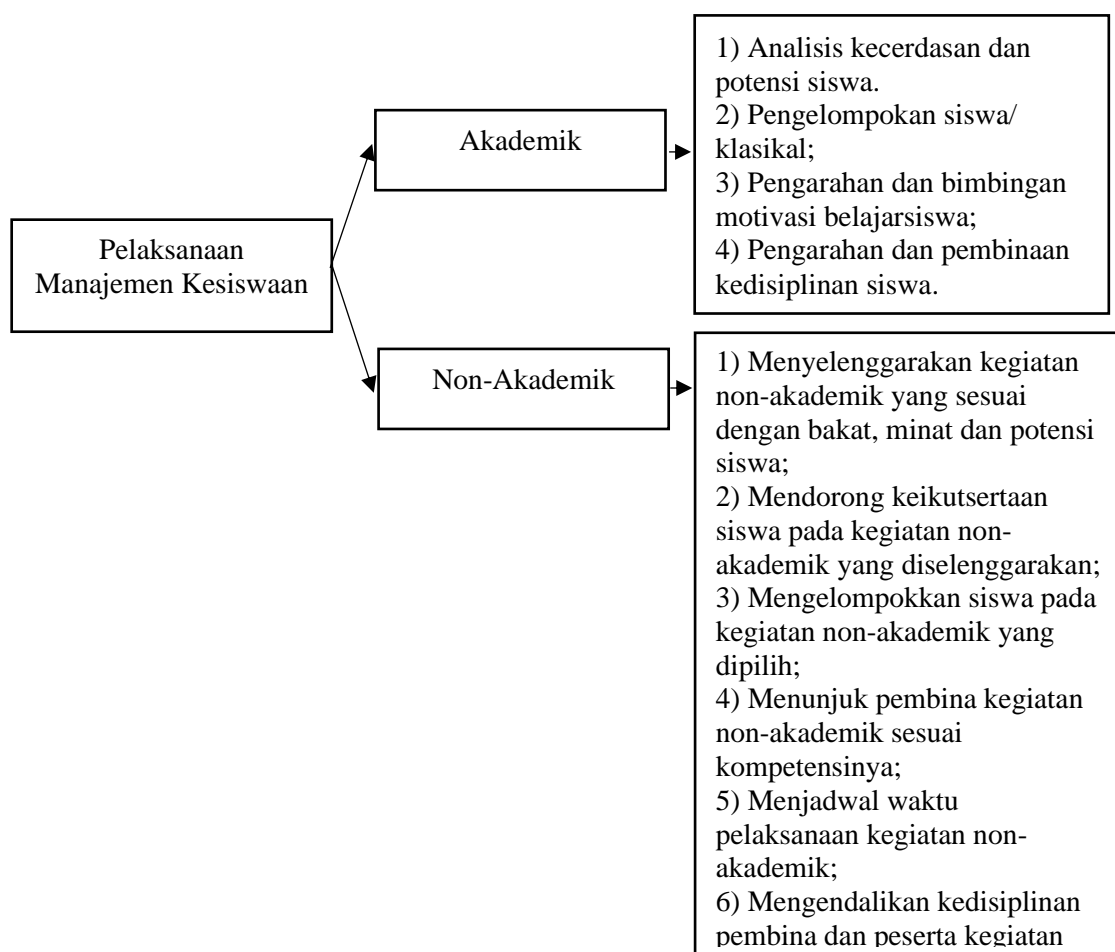 Pelaksanaan
Manajemen Kesiswaan
Akademik
1) Analisis kecerdasan dan
potensi siswa.
2) Pengelompokan siswa/
klasikal;
3) Pengarahan dan bimbingan
motivasi belajarsiswa;
4) Pengarahan dan pembinaan
kedisiplinan siswa.
Non-Akademik
1) Menyelenggarakan kegiatan
non-akademik yang sesuai
dengan bakat, minat dan potensi
siswa;
2) Mendorong keikutsertaan
siswa pada kegiatan non-
akademik yang diselenggarakan;
3) Mengelompokkan siswa pada
kegiatan non-akademik yang
dipilih;
4) Menunjuk pembina kegiatan
non-akademik sesuai
kompetensinya;
5) Menjadwal waktu
pelaksanaan kegiatan non-
akademik;
6) Mengendalikan kedisiplinan
pembina dan peserta kegiatan